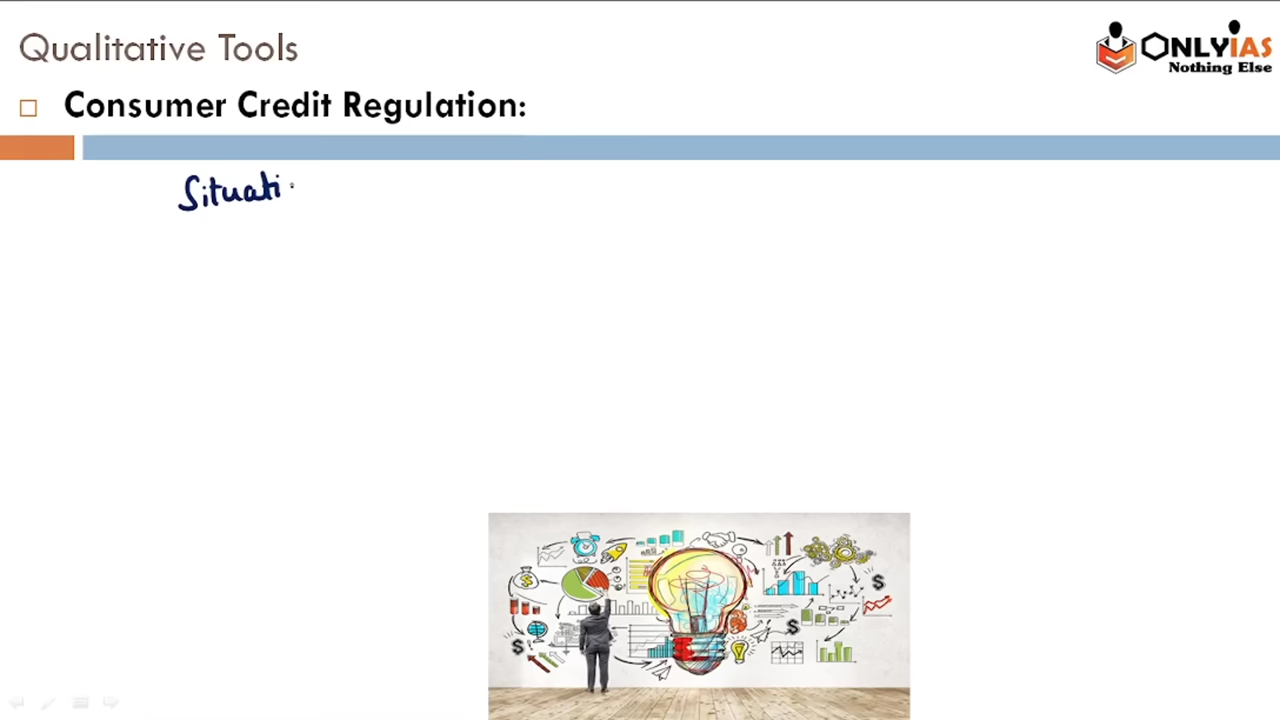 Qualitative Tools
ONLYIAS
Nothing Else
Consumer Credit Regulation:
Situati